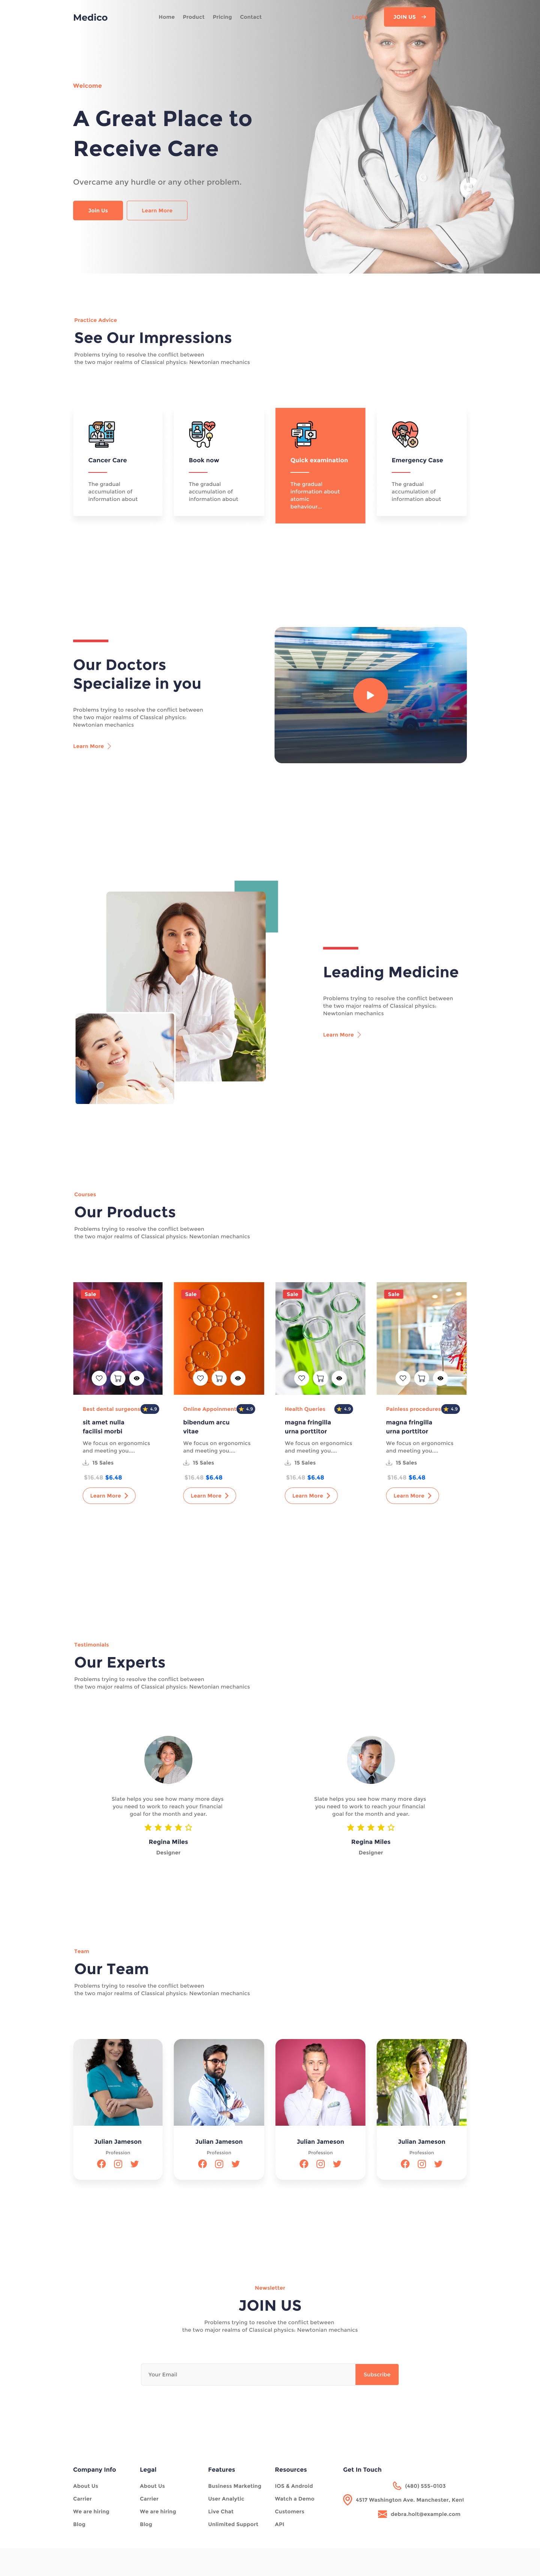 Medico
Home Product Pricing Contact
Login
JOIN US
Welcome
A Great Place to
Receive Care
Overcame any hurdle or any other problem.
Join Us
Learn More
Practice Advice
See Our Impressions
Problems trying to resolve the conflict between
the two major realms of Classical physics: Newtonian mechanics
Cancer Care
The gradual
accumulation of
information about
Book now
The gradual
accumulation of
information about
Quick examination
The gradual
information about
atomic
behaviour...
Emergency Case
The gradual
accumulation of
information about
Our Doctors
Specialize in you
Problems trying to resolve the conflict between
the two major realms of Classical physics:
Newtonian mechanics
Learn More
Leading Medicine
Problems trying to resolve the conflict between
the two major realms of Classical physics:
Newtonian mechanics
Learn More
Courses
Our Products
Problems trying to resolve the conflict between
the two major realms of Classical physics: Newtonian mechanics
Sale
Best dental surgeons
4.9
sit amet nulla
facilisi morbi
We focus on ergonomics
and meeting you....
15 Sales
$16.48 $6.48
Learn More
Sale
Online Appoinment
4.9
bibendum arcu
vitae
We focus on ergonomics
and meeting you....
15 Sales
$16.48 $6.48
Learn More
Sale
Health Queries
4.9
magna fringilla
urna porttitor
We focus on ergonomics
and meeting you....
15 Sales
$16.48 $6.48
Learn More
Sale
Painless procedures
4.9
magna fringilla
urna porttitor
We focus on ergonomics
and meeting you....
15 Sales
$16.48 $6.48
Learn More
Testimonials
Our Experts
Problems trying to resolve the conflict between
the two major realms of Classical physics: Newtonian mechanics
Slate helps you see how many more days
you need to work to reach your financial
goal for the month and year.
Regina Miles
Designer
Slate helps you see how many more days
you need to work to reach your financial
goal for the month and year.
Regina Miles
Designer
Team
Our Team
Problems trying to resolve the conflict between
the two major realms of Classical physics: Newtonian mechanics
Julian Jameson
Profession
Julian Jameson
Profession
Julian Jameson
Profession
Julian Jameson
Profession
Newsletter
JOIN US
Problems trying to resolve the conflict between
the two major realms of Classical physics: Newtonian mechanics
Your Email
Subscribe
Company Info
About Us
Carrier
We are hiring
Blog
Legal
About Us
Carrier
We are hiring
Blog
Features
Business Marketing
User Analytic
Live Chat
Unlimited Support
Resources
IOS & Android
Watch a Demo
Customers
API
Get In Touch
(480) 555-0103
4517 Washington Ave. Manchester, Kent
debra.holt@example.com